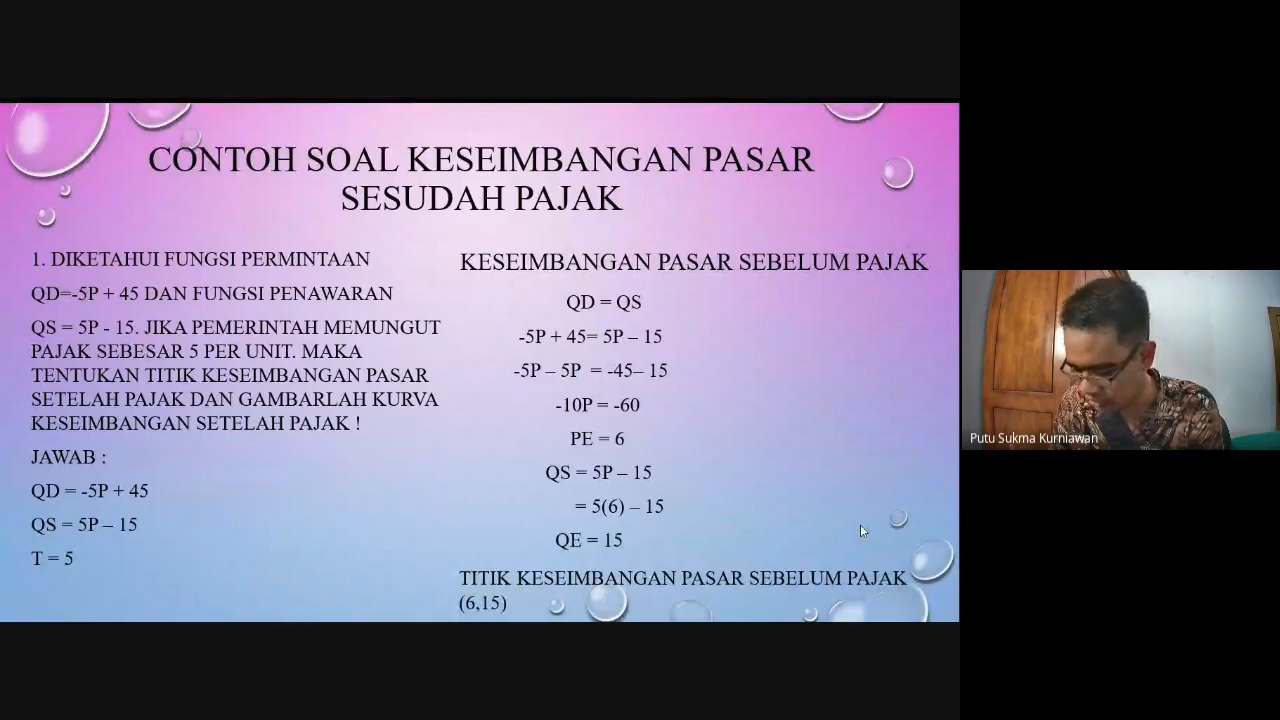 CONTOH SOAL KESEIMBANGAN PASAR
SESUDAH PAJAK
1. DIKETAHUI FUNGSI PERMINTAAN
QD=-5P + 45 DAN FUNGSI PENAWARAN
QS = 5P - 15. JIKA PEMERINTAH MEMUNGUT
PAJAK SEBESAR 5 PER UNIT. MAKA
TENTUKAN TITIK KESEIMBANGAN PASAR
SETELAH PAJAK DAN GAMBARLAH KURVA
KESEIMBANGAN SETELAH PAJAK !
JAWAB :
QD = -5P + 45
QS = 5P – 15
T = 5
KESEIMBANGAN PASAR SEBELUM PAJAK
QD = QS
-5P + 45= 5P – 15
-5P – 5P = -45– 15
-10P = -60
PE = 6
QS = 5P – 15
= 5(6) – 15
QE = 15
TITIK KESEIMBANGAN PASAR SEBELUM PAJAK
(6,15)
Putu Sukma Kurniawan